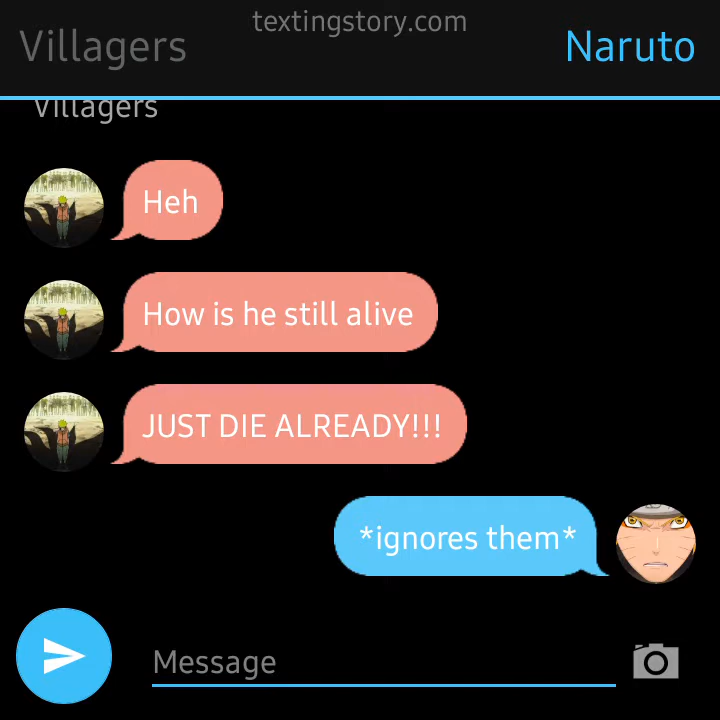 textingstory.com
Villagers
Naruto
Villagers
Heh
How is he still alive
JUST DIE ALREADY!!!
*ignores them*
Message